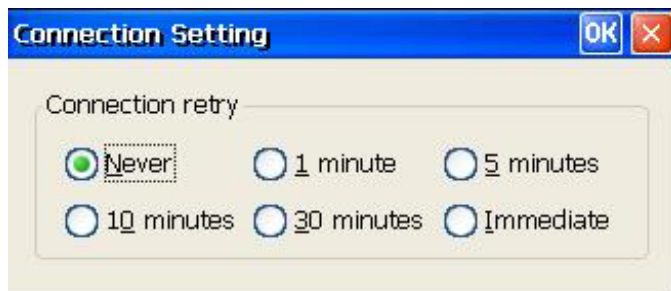 Connection Setting OK
Connection retry
Never 1 minute 5 minutes
10 minutes 30 minutes Immediate